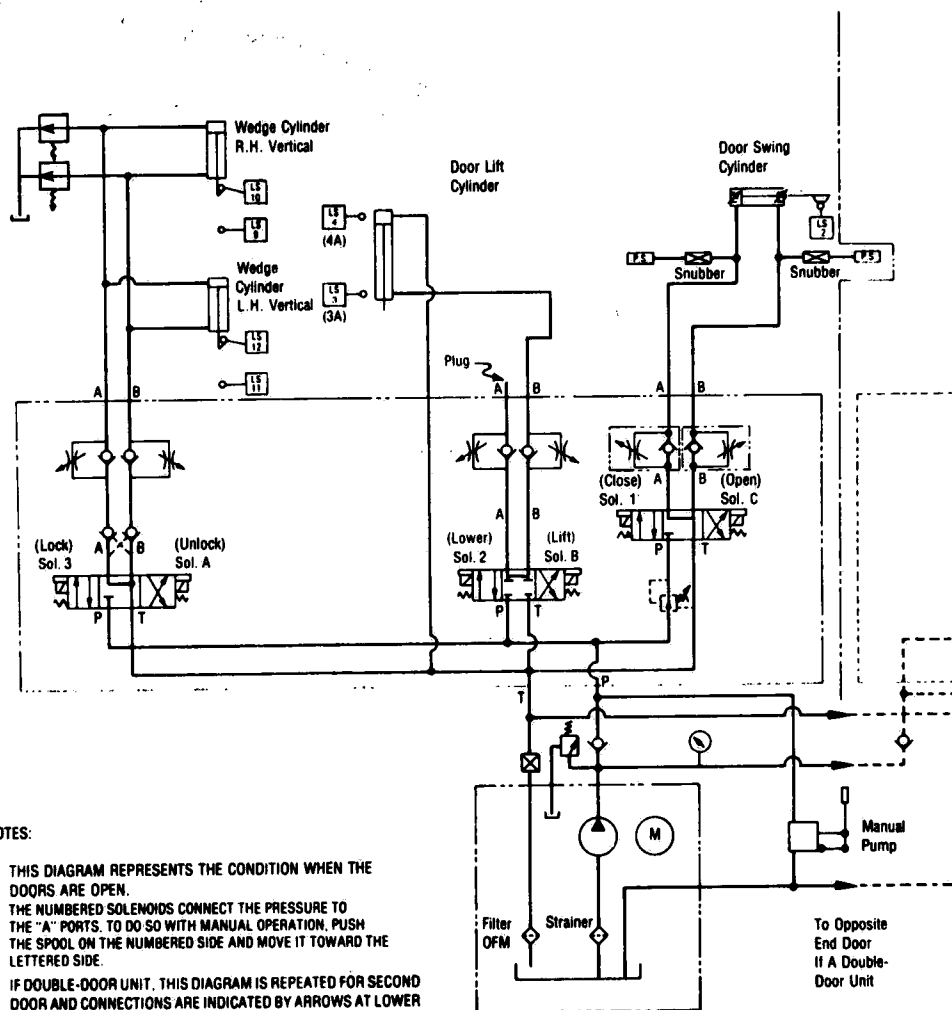 Wedge Cylinder
R.H. Vertical
LS
10
LS
9
Wedge
Cylinder
L.H. Vertical
LS
12
LS
11
Door Lift
Cylinder
LS
4
(4A)
LS
3
(3A)
Door Swing
Cylinder
LS
2
P.S.
Snubber
Snubber
P.S.
Plug
A B
A B
A B
(Lock)
Sol. 3
A B
(Unlock)
Sol. A
P T
A B
(Lower)
Sol. 2
(Lift)
Sol. B
P T
(Close)
Sol. 1
A B
(Open)
Sol. C
P T
T P
M
Filter
OFM
Strainer
Manual
Pump
To Opposite
End Door
If A Double-
Door Unit
OTES:
THIS DIAGRAM REPRESENTS THE CONDITION WHEN THE
DOORS ARE OPEN.
THE NUMBERED SOLENOIDS CONNECT THE PRESSURE TO
THE "A" PORTS. TO DO SO WITH MANUAL OPERATION, PUSH
THE SPOOL ON THE NUMBERED SIDE AND MOVE IT TOWARD THE
LETTERED SIDE.
IF DOUBLE-DOOR UNIT, THIS DIAGRAM IS REPEATED FOR SECOND
DOOR AND CONNECTIONS ARE INDICATED BY ARROWS AT LOWER